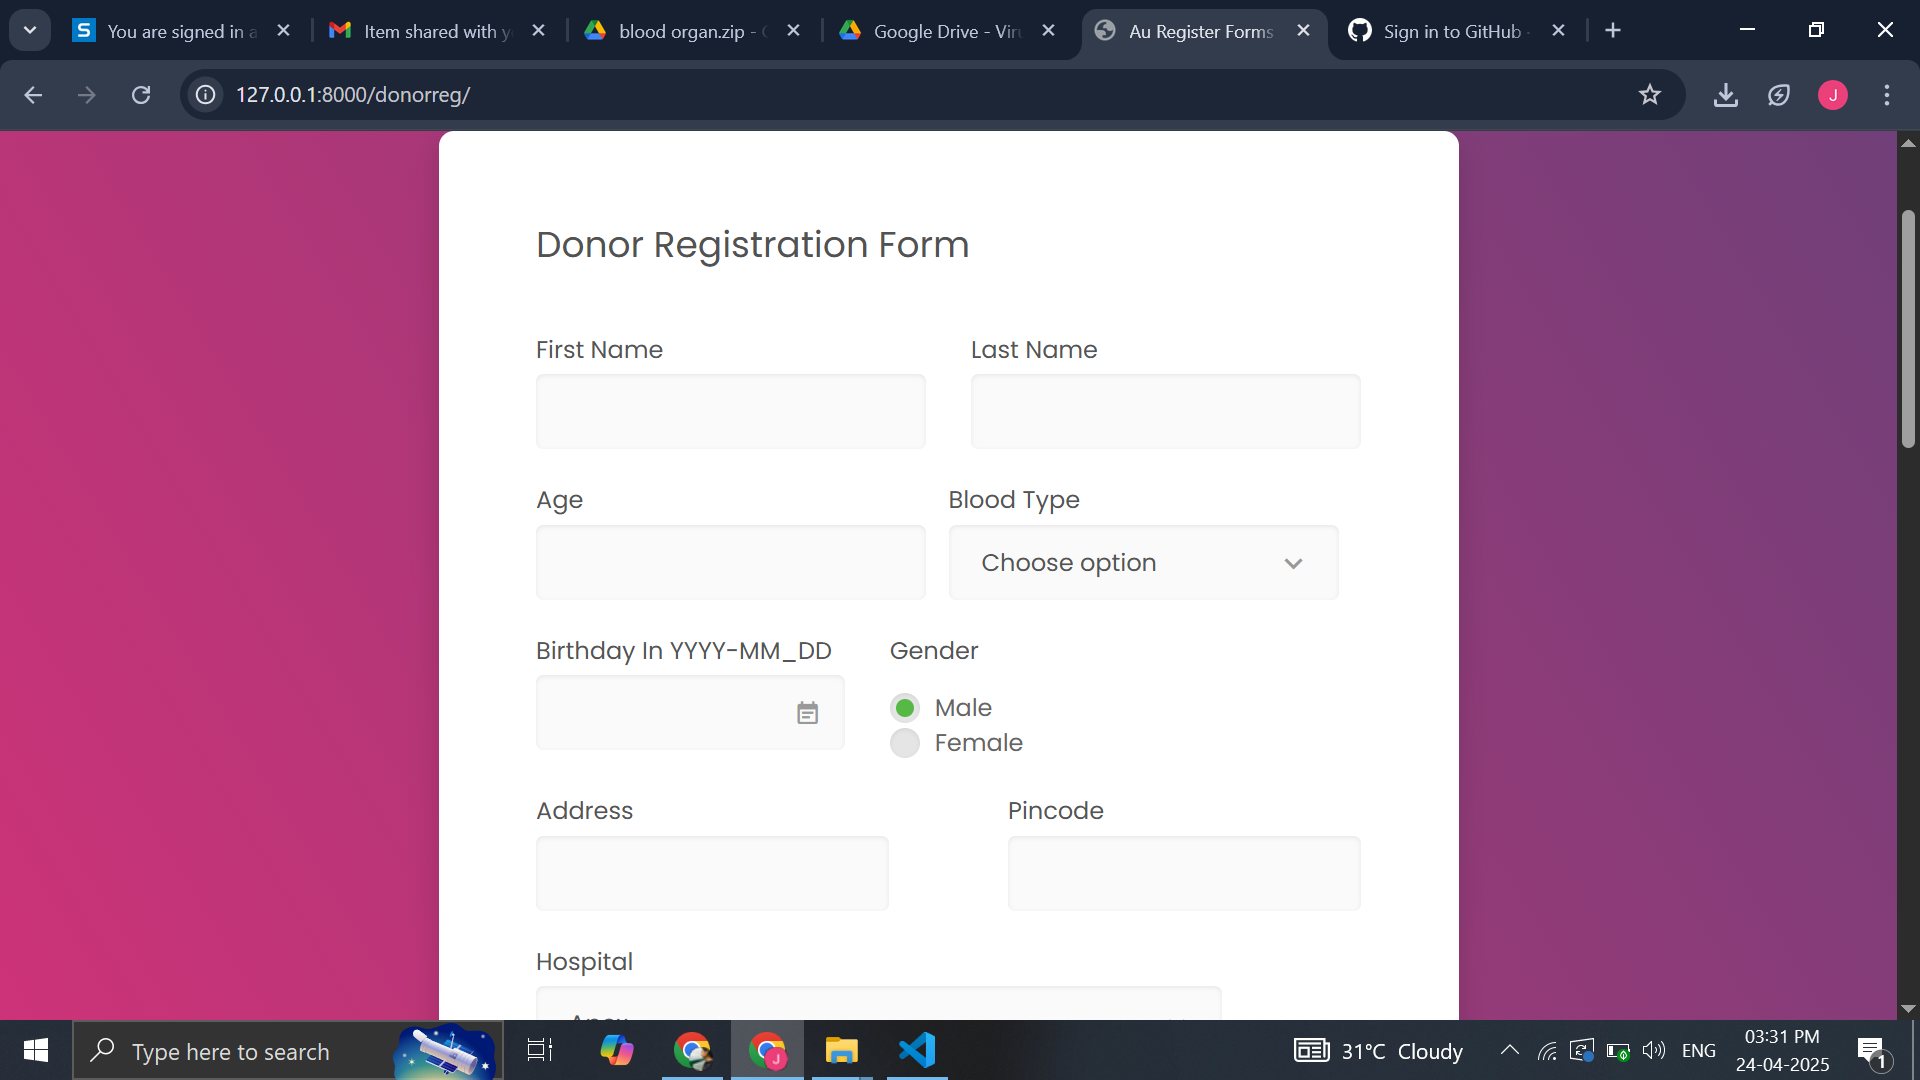 You are signed in a
Item shared with y
blood organ.zip -
Google Drive - Viru
Au Register Forms
Sign in to GitHub
127.0.0.1:8000/donorreg/
J
Donor Registration Form
First Name Last Name
Age Blood Type
Choose option
Birthday In YYYY-MM_DD Gender
Male
Female
Address Pincode
Hospital
Type here to search
31°C Cloudy
ENG
03:31 PM
24-04-2025
1